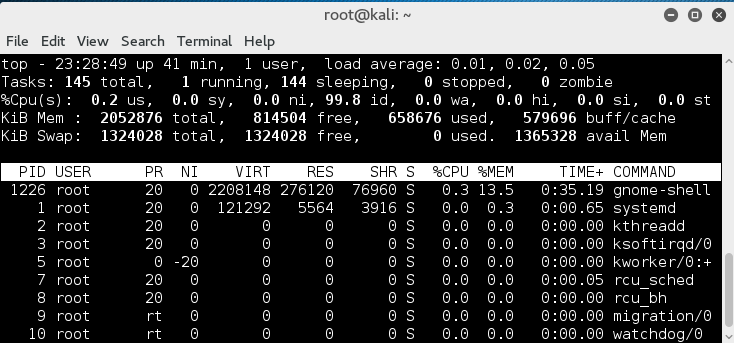 root@kali: ~
File Edit View Search Terminal Help
top - 23:28:49 up 41 min,  1 user,  load average: 0.01, 0.02, 0.05
Tasks: 145 total,   1 running, 144 sleeping,   0 stopped,   0 zombie
%Cpu(s):  0.2 us,  0.0 sy,  0.0 ni, 99.8 id,  0.0 wa,  0.0 hi,  0.0 si,  0.0 st
KiB Mem :  2052876 total,   814504 free,   658676 used,   579696 buff/cache
KiB Swap:  1324028 total,  1324028 free,        0 used.  1365328 avail Mem
PID USER PR NI VIRT RES SHR S %CPU %MEM TIME+ COMMAND
1226 root 20 0 2208148 276120 76960 S 0.3 13.5 0:35.19 gnome-shell
1 root 20 0 121292 5564 3916 S 0.0 0.3 0:00.65 systemd
2 root 20 0 0 0 0 S 0.0 0.0 0:00.00 kthreadd
3 root 20 0 0 0 0 S 0.0 0.0 0:00.00 ksoftirqd/0
5 root 0 -20 0 0 0 S 0.0 0.0 0:00.00 kworker/0:+
7 root 20 0 0 0 0 S 0.0 0.0 0:00.05 rcu_sched
8 root 20 0 0 0 0 S 0.0 0.0 0:00.00 rcu_bh
9 root rt 0 0 0 0 S 0.0 0.0 0:00.00 migration/0
10 root rt 0 0 0 0 S 0.0 0.0 0:00.00 watchdog/0